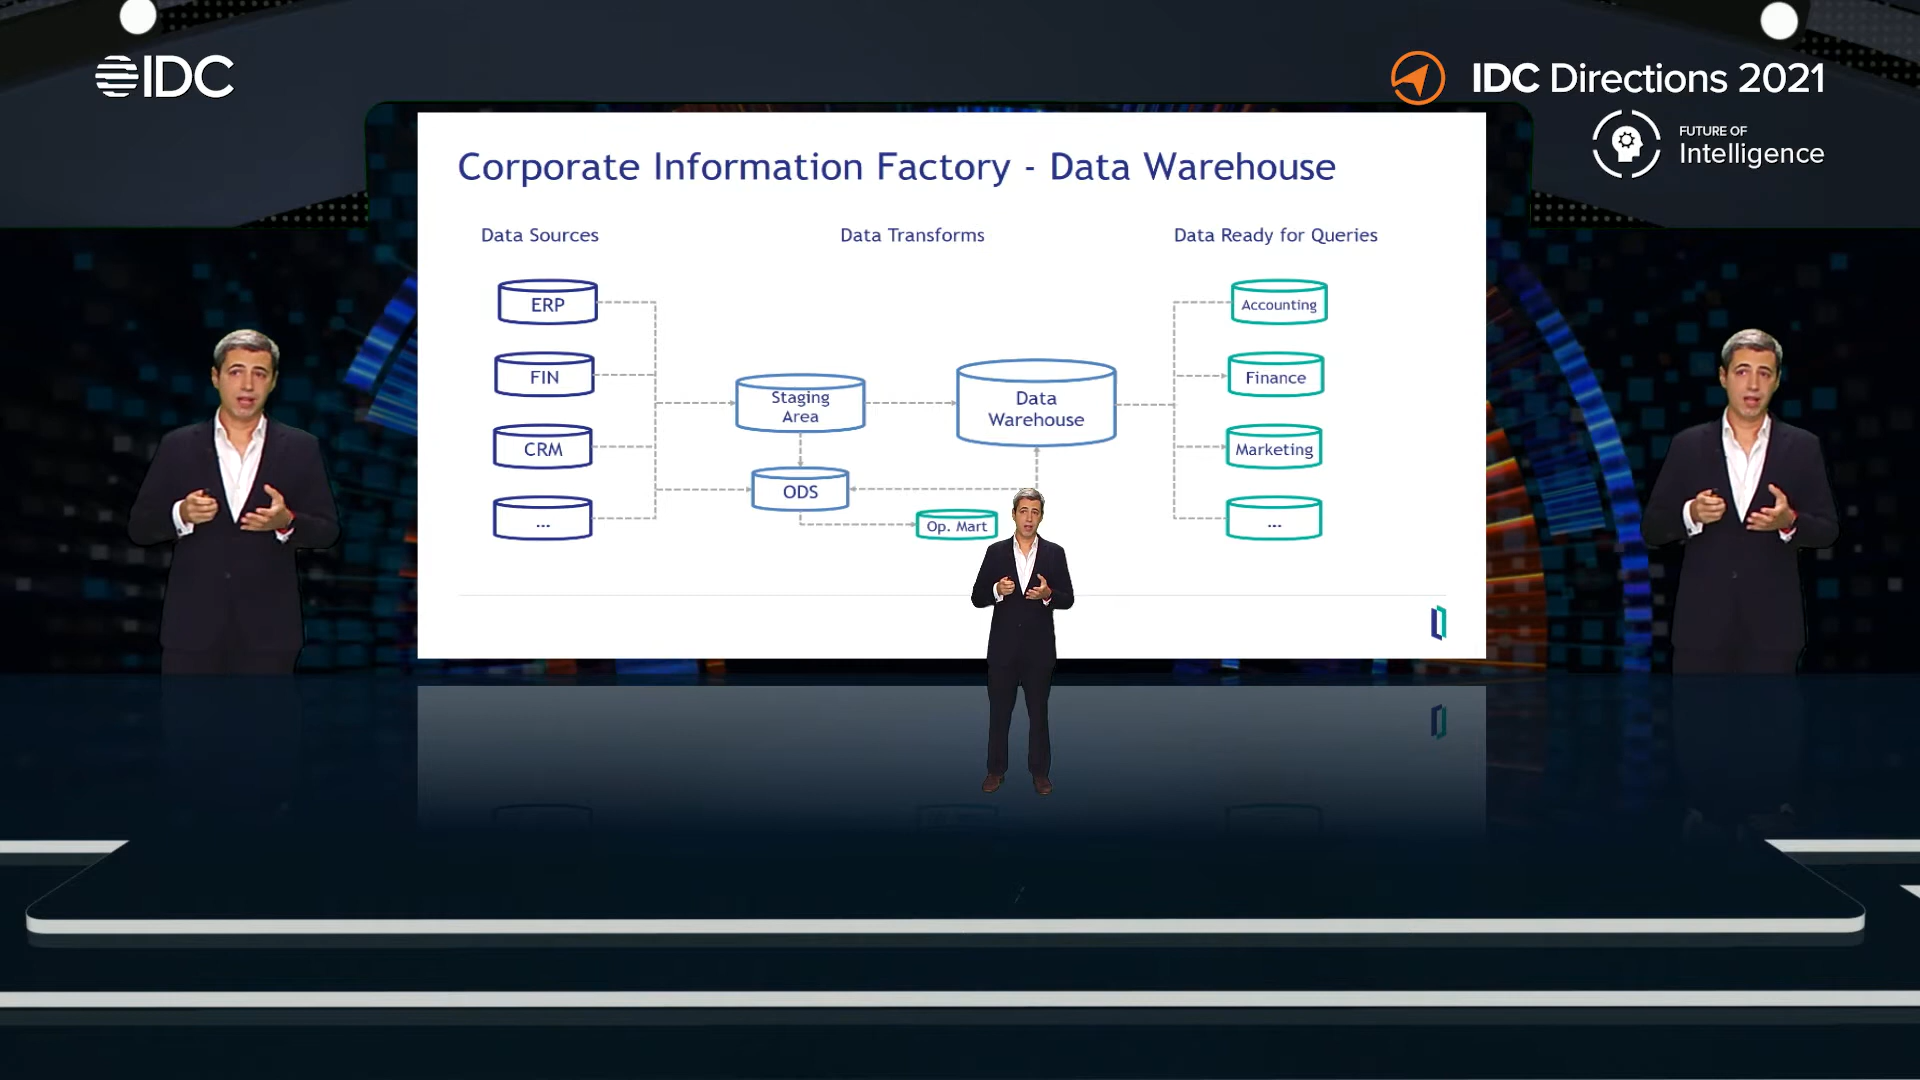 IDC
IDC Directions 2021
FUTURE OF
Intelligence
Corporate Information Factory - Data Warehouse
Data Sources
Data Transforms
Data Ready for Queries
ERP
FIN
CRM
...
Staging
Area
ODS
Op. Mart
Data
Warehouse
Accounting
Finance
Marketing
...